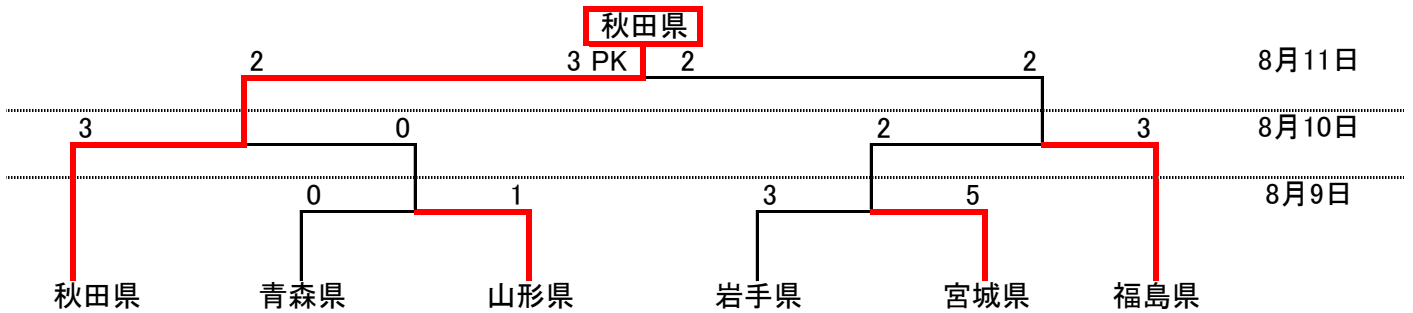 秋田県
2 3 PK 2 2 8月11日
3 0 2 3 8月10日
0 1 3 5 8月9日
秋田県 青森県 山形県 岩手県 宮城県 福島県